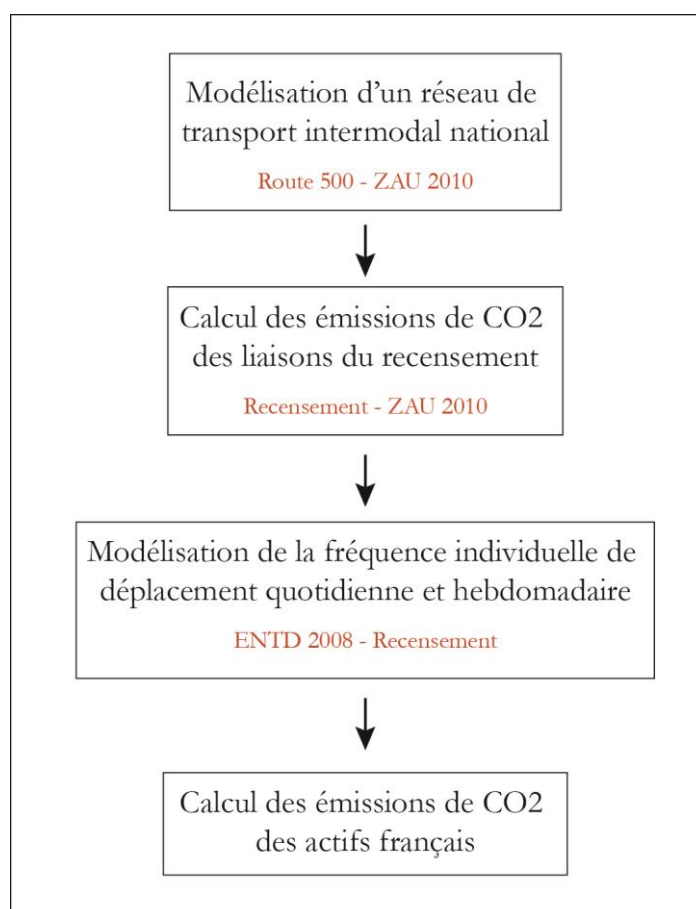 Modélisation d'un réseau de
transport intermodal national
Route 500 - ZAU 2010
Calcul des émissions de CO2
des liaisons du recensement
Recensement - ZAU 2010
Modélisation de la fréquence individuelle de
déplacement quotidienne et hebdomadaire
ENTD 2008 - Recensement
Calcul des émissions de CO2
des actifs français